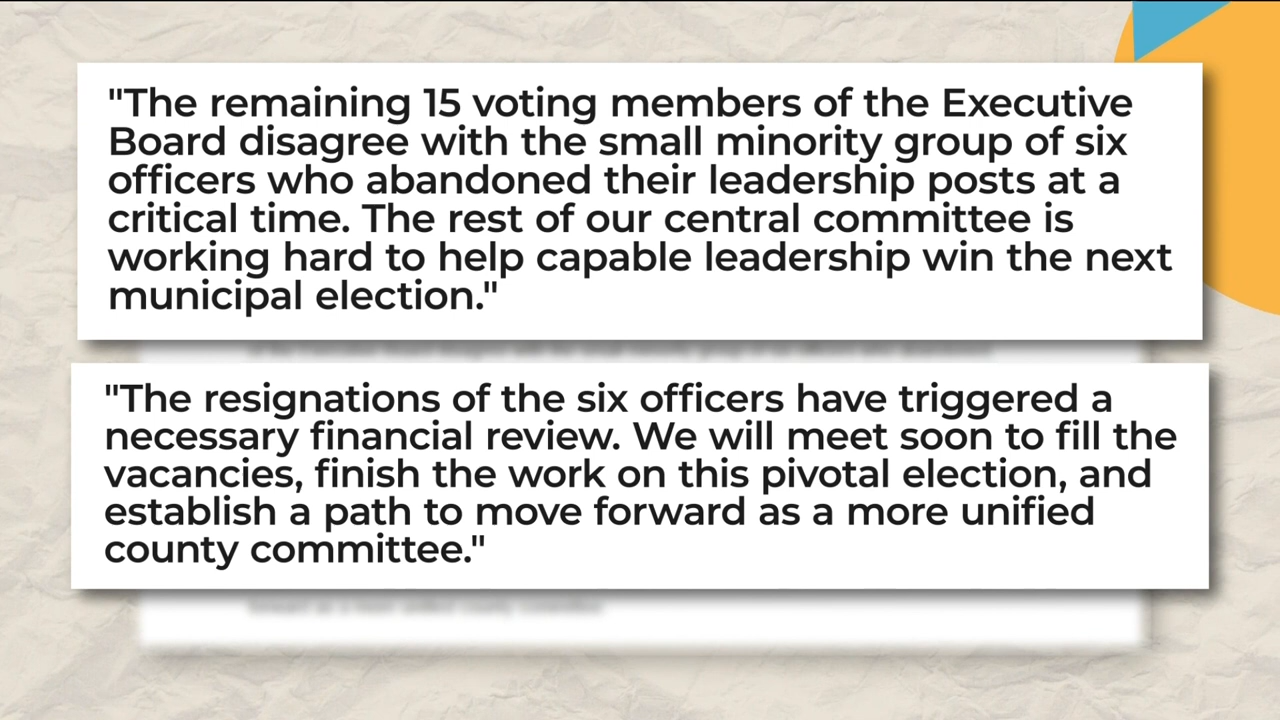 "The remaining 15 voting members of the Executive
Board disagree with the small minority group of six
officers who abandoned their leadership posts at a
critical time. The rest of our central committee is
working hard to help capable leadership win the next
municipal election."
"The resignations of the six officers have triggered a
necessary financial review. We will meet soon to fill the
vacancies, finish the work on this pivotal election, and
establish a path to move forward as a more unified
county committee."